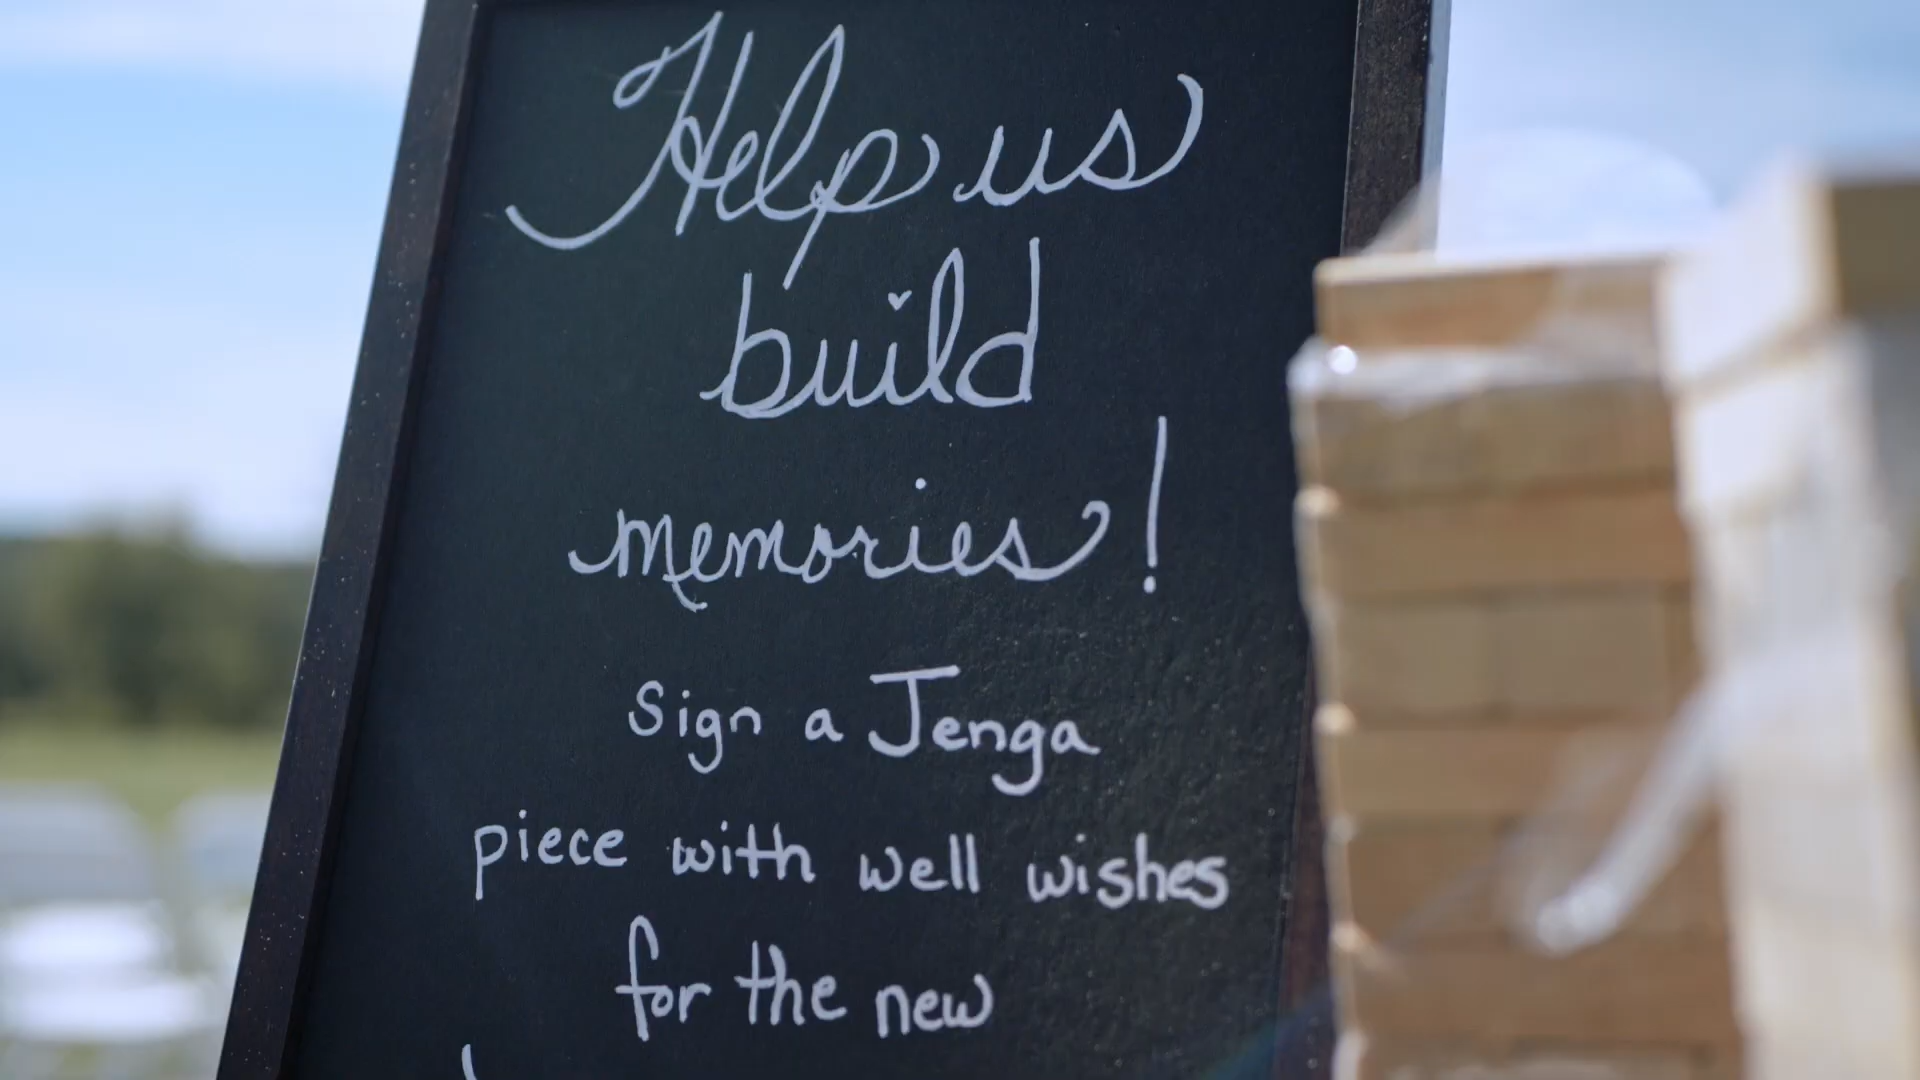 Help us
build
memories!
Sign a Jenga
piece with well wishes
for the new